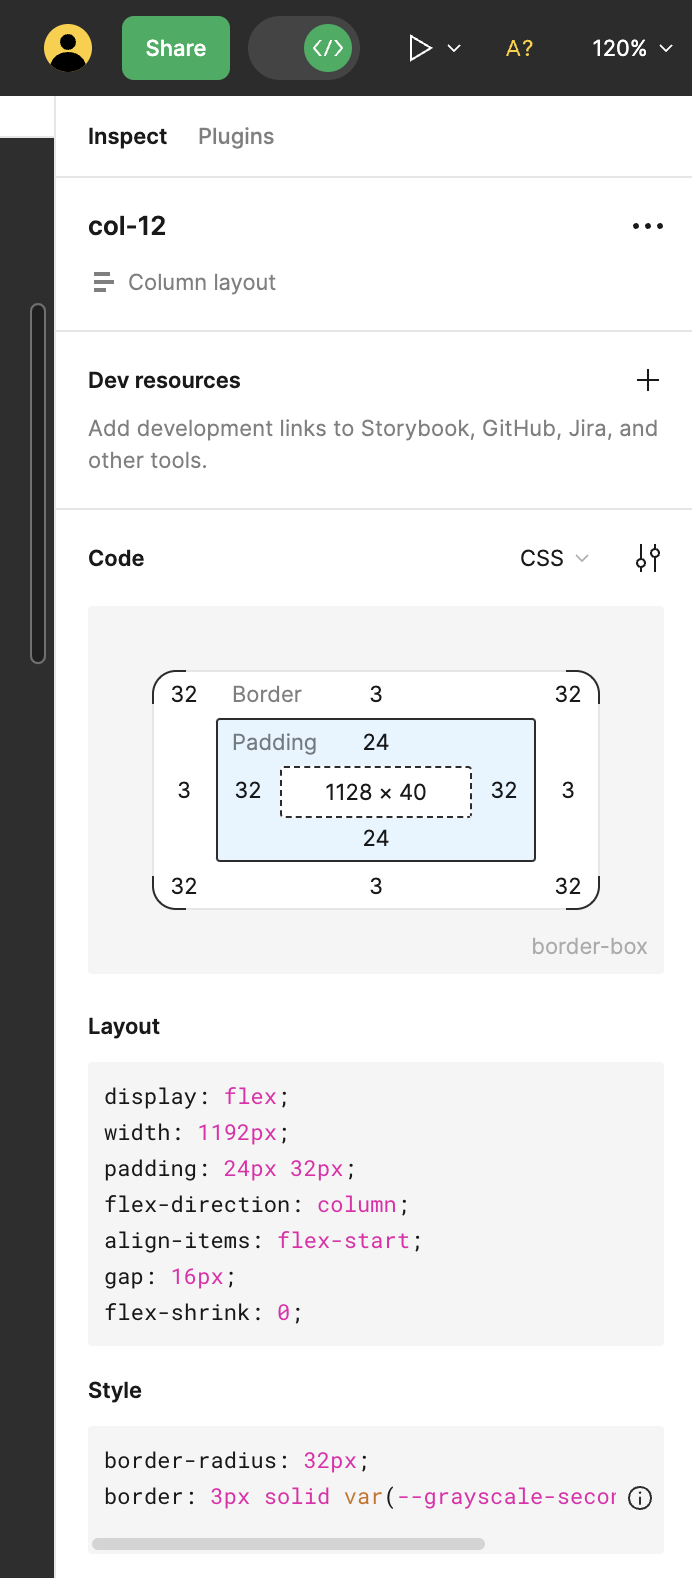 Share </> A? 120%
Inspect Plugins
col-12
Column layout
Dev resources
Add development links to Storybook, GitHub, Jira, and
other tools.
Code CSS
32 Border 3 32
Padding 24
3 32 1128 × 40 32 3
24
32 3 32
border-box
Layout
display: flex;
width: 1192px;
padding: 24px 32px;
flex-direction: column;
align-items: flex-start;
gap: 16px;
flex-shrink: 0;
Style
border-radius: 32px;
border: 3px solid var(--grayscale-secor